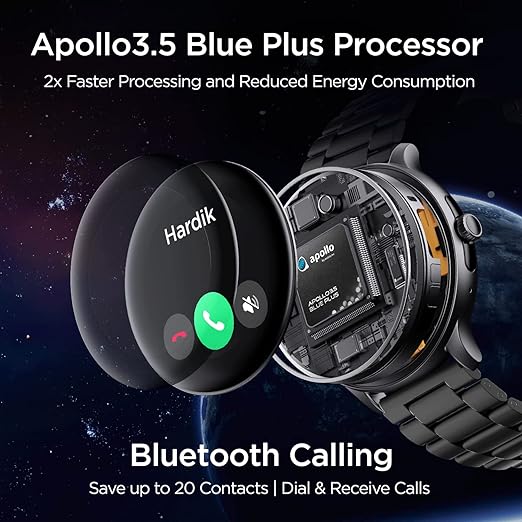 Apollo3.5 Blue Plus Processor
2x Faster Processing and Reduced Energy Consumption
Hardik
apollo
APOLLO3.5
BLUE PLUS
Bluetooth Calling
Save up to 20 Contacts | Dial & Receive Calls